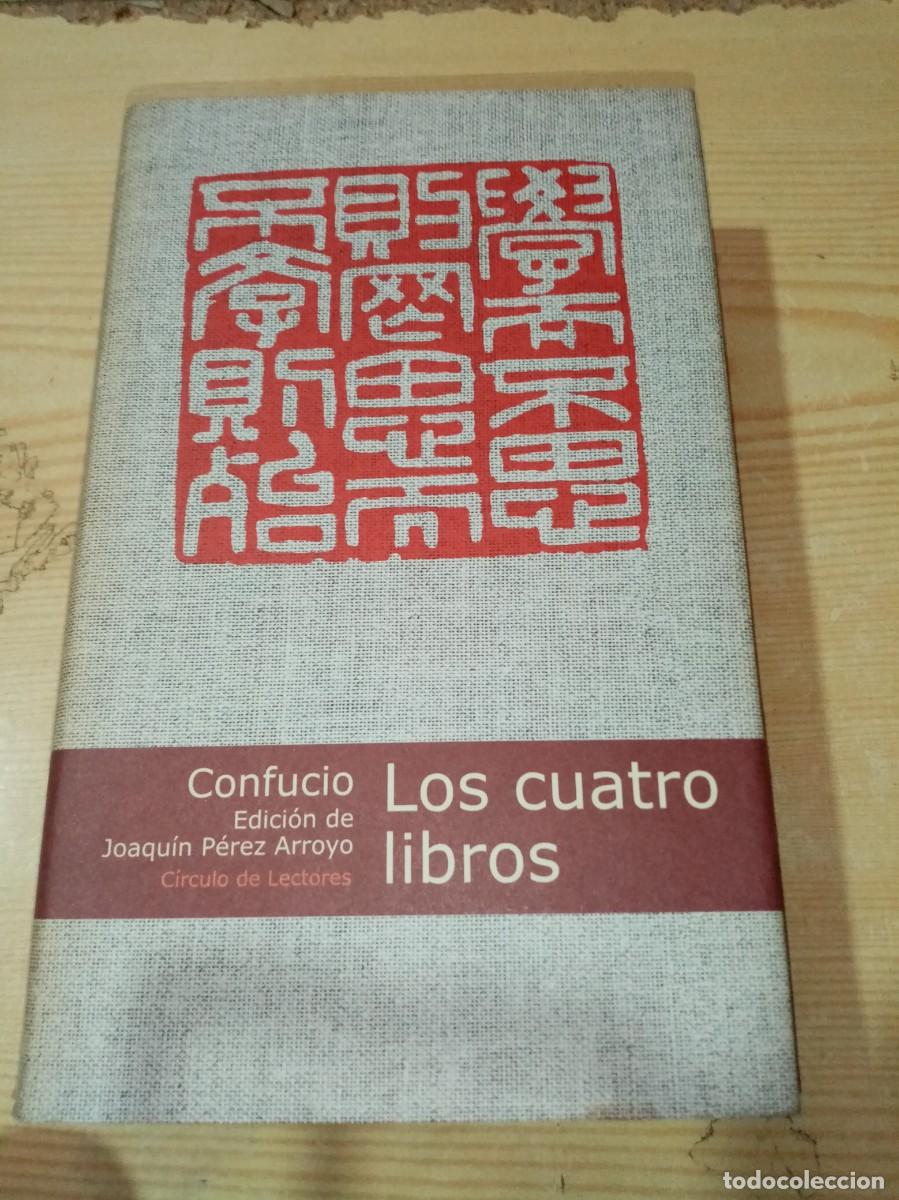 學而不思
則罔思而
不學則殆
Confucio
Edición de
Joaquín Pérez Arroyo
Círculo de Lectores
Los cuatro
libros
todocoleccion